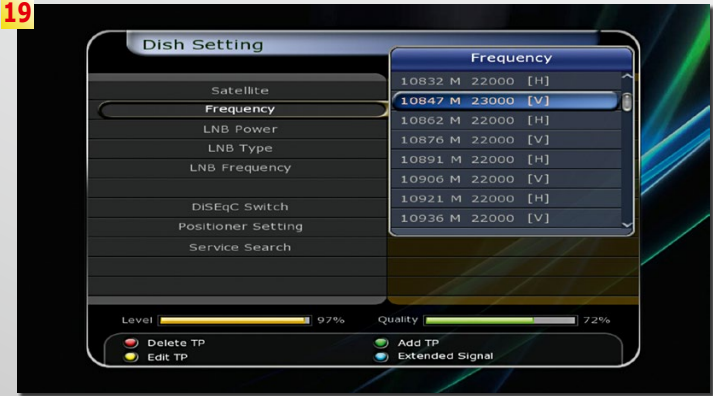 19
Dish Setting
Frequency
Satellite
Frequency
LNB Power
LNB Type
LNB Frequency
DiSEqC Switch
Positioner Setting
Service Search
10832 M 22000 [H]
10847 M 23000 [V]
10862 M 22000 [H]
10876 M 22000 [V]
10891 M 22000 [H]
10906 M 22000 [V]
10921 M 22000 [H]
10936 M 22000 [V]
Level 97% Quality 72%
Delete TP Add TP
Edit TP Extended Signal